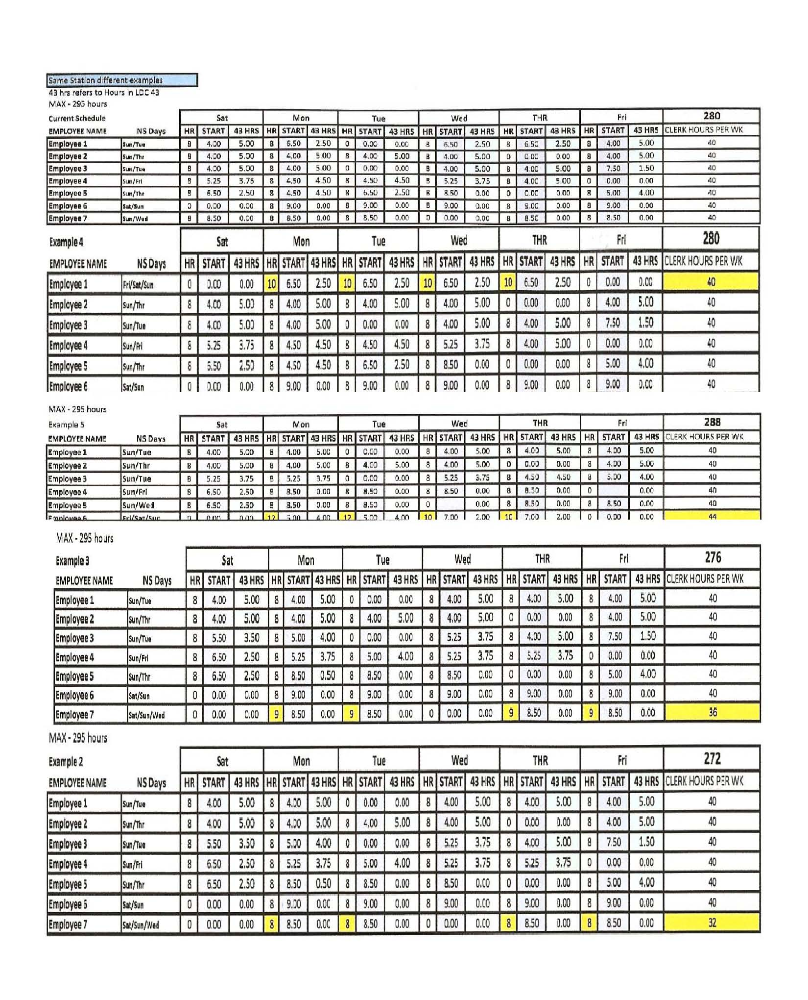 Same Station different examples
43 hrs refers to Hours in LDC 43
MAX - 295 hours
Current Schedule Sat Mon Tue Wed THR Fri 280
EMPLOYEE NAME NS Days HR START 43 HRS HR START 43 HRS HR START 43 HRS HR START 43 HRS HR START 43 HRS HR START 43 HRS CLERK HOURS PER WK
Employee 1 Sun/Tue 8 4.00 5.00 8 6.50 2.50 0 0.00 0.00 8 6.50 2.50 8 6.50 2.50 8 4.00 5.00 40
Employee 2 Sun/Thr 8 4.00 5.00 8 4.00 5.00 8 4.00 5.00 8 4.00 5.00 0 0.00 0.00 8 4.00 5.00 40
Employee 3 Sun/Tue 8 4.00 5.00 8 4.00 5.00 0 0.00 0.00 8 4.00 5.00 8 4.00 5.00 8 7.50 1.50 40
Employee 4 Sun/Fri 8 5.25 3.75 8 4.50 4.50 8 4.50 4.50 8 5.25 3.75 8 4.00 5.00 0 0.00 0.00 40
Employee 5 Sun/Thr 8 6.50 2.50 8 4.50 4.50 8 6.50 2.50 8 8.50 0.00 0 0.00 0.00 8 5.00 4.00 40
Employee 6 Sat/Sun 0 0.00 0.00 8 9.00 0.00 8 9.00 0.00 8 9.00 0.00 8 9.00 0.00 8 9.00 0.00 40
Employee 7 Sun/Wed 8 8.50 0.00 8 8.50 0.00 8 8.50 0.00 0 0.00 0.00 8 8.50 0.00 8 8.50 0.00 40
Example 4 Sat Mon Tue Wed THR Fri 280
EMPLOYEE NAME NS Days HR START 43 HRS HR START 43 HRS HR START 43 HRS HR START 43 HRS HR START 43 HRS HR START 43 HRS CLERK HOURS PER WK
Employee 1 Fri/Sat/Sun 0 0.00 0.00 10 6.50 2.50 10 6.50 2.50 10 6.50 2.50 10 6.50 2.50 0 0.00 0.00 40
Employee 2 Sun/Thr 8 4.00 5.00 8 4.00 5.00 8 4.00 5.00 8 4.00 5.00 0 0.00 0.00 8 4.00 5.00 40
Employee 3 Sun/Tue 8 4.00 5.00 8 4.00 5.00 0 0.00 0.00 8 4.00 5.00 8 4.00 5.00 8 7.50 1.50 40
Employee 4 Sun/Fri 8 5.25 3.75 8 4.50 4.50 8 4.50 4.50 8 5.25 3.75 8 4.00 5.00 0 0.00 0.00 40
Employee 5 Sun/Thr 8 6.50 2.50 8 4.50 4.50 8 6.50 2.50 8 8.50 0.00 0 0.00 0.00 8 5.00 4.00 40
Employee 6 Sat/Sun 0 0.00 0.00 8 9.00 0.00 8 9.00 0.00 8 9.00 0.00 8 9.00 0.00 8 9.00 0.00 40
MAX - 295 hours
Example 5 Sat Mon Tue Wed THR Fri 288
EMPLOYEE NAME NS Days HR START 43 HRS HR START 43 HRS HR START 43 HRS HR START 43 HRS HR START 43 HRS HR START 43 HRS CLERK HOURS PER WK
Employee 1 Sun/Tue 8 4.00 5.00 8 4.00 5.00 0 0.00 0.00 8 4.00 5.00 8 4.00 5.00 8 4.00 5.00 40
Employee 2 Sun/Thr 8 4.00 5.00 8 4.00 5.00 8 4.00 5.00 8 4.00 5.00 0 0.00 0.00 8 4.00 5.00 40
Employee 3 Sun/Tue 8 5.25 3.75 8 5.25 3.75 0 0.00 0.00 8 5.25 3.75 8 4.50 4.50 8 5.00 4.00 40
Employee 4 Sun/Fri 8 6.50 2.50 8 8.50 0.00 8 8.50 0.00 8 8.50 0.00 8 8.50 0.00 0 0.00 40
Employee 5 Sun/Wed 8 6.50 2.50 8 8.50 0.00 8 8.50 0.00 0 0.00 8 8.50 0.00 8 8.50 0.00 40
Employee 6 Fri/Sat/Sun 0 0.00 0.00 12 5.00 4.00 12 5.00 4.00 10 7.00 2.00 10 7.00 2.00 0 0.00 0.00 44
MAX - 295 hours
Example 3 Sat Mon Tue Wed THR Fri 276
EMPLOYEE NAME NS Days HR START 43 HRS HR START 43 HRS HR START 43 HRS HR START 43 HRS HR START 43 HRS HR START 43 HRS CLERK HOURS PER WK
Employee 1 Sun/Tue 8 4.00 5.00 8 4.00 5.00 0 0.00 0.00 8 4.00 5.00 8 4.00 5.00 8 4.00 5.00 40
Employee 2 Sun/Thr 8 4.00 5.00 8 4.00 5.00 8 4.00 5.00 8 4.00 5.00 0 0.00 0.00 8 4.00 5.00 40
Employee 3 Sun/Tue 8 5.50 3.50 8 5.00 4.00 0 0.00 0.00 8 5.25 3.75 8 4.00 5.00 8 7.50 1.50 40
Employee 4 Sun/Fri 8 6.50 2.50 8 5.25 3.75 8 5.00 4.00 8 5.25 3.75 8 5.25 3.75 0 0.00 0.00 40
Employee 5 Sun/Thr 8 6.50 2.50 8 8.50 0.50 8 8.50 0.00 8 8.50 0.00 0 0.00 0.00 8 5.00 4.00 40
Employee 6 Sat/Sun 0 0.00 0.00 8 9.00 0.00 8 9.00 0.00 8 9.00 0.00 8 9.00 0.00 8 9.00 0.00 40
Employee 7 Sat/Sun/Wed 0 0.00 0.00 9 8.50 0.00 9 8.50 0.00 0 0.00 0.00 9 8.50 0.00 9 8.50 0.00 36
MAX - 295 hours
Example 2 Sat Mon Tue Wed THR Fri 272
EMPLOYEE NAME NS Days HR START 43 HRS HR START 43 HRS HR START 43 HRS HR START 43 HRS HR START 43 HRS HR START 43 HRS CLERK HOURS PER WK
Employee 1 Sun/Tue 8 4.00 5.00 8 4.00 5.00 0 0.00 0.00 8 4.00 5.00 8 4.00 5.00 8 4.00 5.00 40
Employee 2 Sun/Thr 8 4.00 5.00 8 4.00 5.00 8 4.00 5.00 8 4.00 5.00 0 0.00 0.00 8 4.00 5.00 40
Employee 3 Sun/Tue 8 5.50 3.50 8 5.00 4.00 0 0.00 0.00 8 5.25 3.75 8 4.00 5.00 8 7.50 1.50 40
Employee 4 Sun/Fri 8 6.50 2.50 8 5.25 3.75 8 5.00 4.00 8 5.25 3.75 8 5.25 3.75 0 0.00 0.00 40
Employee 5 Sun/Thr 8 6.50 2.50 8 8.50 0.50 8 8.50 0.00 8 8.50 0.00 0 0.00 0.00 8 5.00 4.00 40
Employee 6 Sat/Sun 0 0.00 0.00 8 9.00 0.00 8 9.00 0.00 8 9.00 0.00 8 9.00 0.00 8 9.00 0.00 40
Employee 7 Sat/Sun/Wed 0 0.00 0.00 8 8.50 0.00 8 8.50 0.00 0 0.00 0.00 8 8.50 0.00 8 8.50 0.00 32